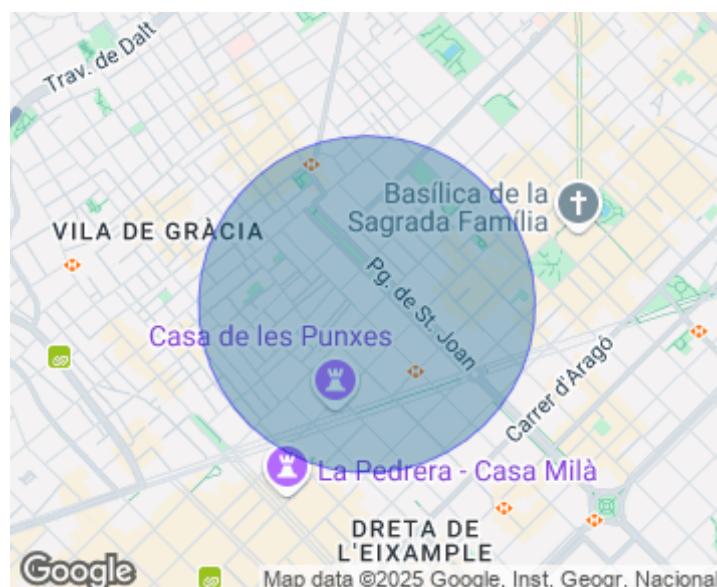 Trav. de Dalt
Basílica de la
Sagrada Família
VILA DE GRÀCIA
Pg. de St. Joan
Casa de les Punxes
Carrer d'Aragó
La Pedrera - Casa Milà
DRETA DE
L'EIXAMPLE
Google
Map data ©2025 Google, Inst. Geogr. Nacional